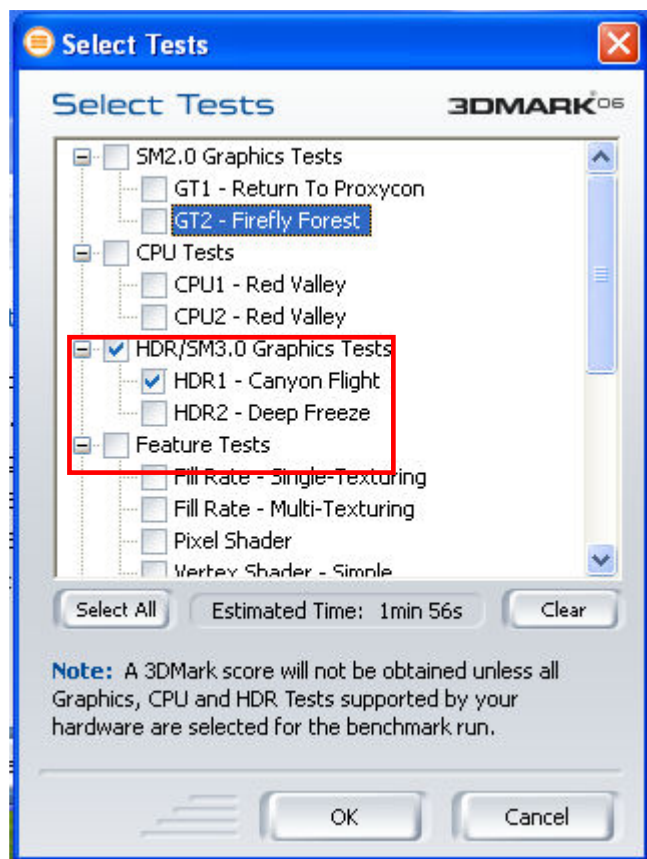 Select Tests
Select Tests 3DMARK®06
SM2.0 Graphics Tests
GT1 - Return To Proxycon
GT2 - Firefly Forest
CPU Tests
CPU1 - Red Valley
CPU2 - Red Valley
HDR/SM3.0 Graphics Tests
HDR1 - Canyon Flight
HDR2 - Deep Freeze
Feature Tests
Fill Rate - Single-Texturing
Fill Rate - Multi-Texturing
Pixel Shader
Vertex Shader - Simple
Select All Estimated Time: 1min 56s Clear
Note: A 3DMark score will not be obtained unless all
Graphics, CPU and HDR Tests supported by your
hardware are selected for the benchmark run.
OK Cancel